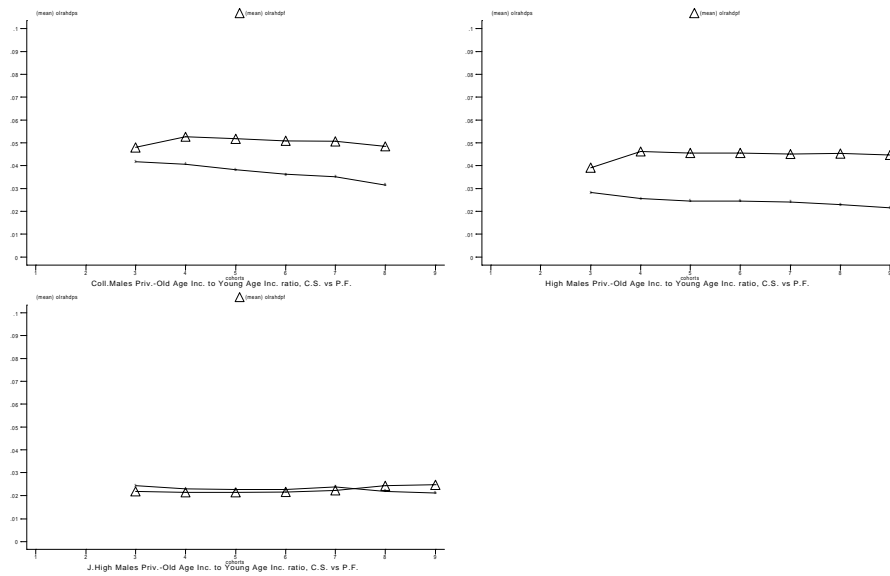 (mean) olrahdps (mean) olrahdpf
.1
.09
.08
.07
.06
.05
.04
.03
.02
.01
0
1 2 3 4 5 6 7 8 9
cohorts
Coll.Males Priv.-Old Age Inc. to Young Age Inc. ratio, C.S. vs P.F.
(mean) olrahdps (mean) olrahdpf
.1
.09
.08
.07
.06
.05
.04
.03
.02
.01
0
1 2 3 4 5 6 7 8 9
cohorts
High Males Priv.-Old Age Inc. to Young Age Inc. ratio, C.S. vs P.F.
(mean) olrahdps (mean) olrahdpf
.1
.09
.08
.07
.06
.05
.04
.03
.02
.01
0
1 2 3 4 5 6 7 8 9
cohorts
J.High Males Priv.-Old Age Inc. to Young Age Inc. ratio, C.S. vs P.F.